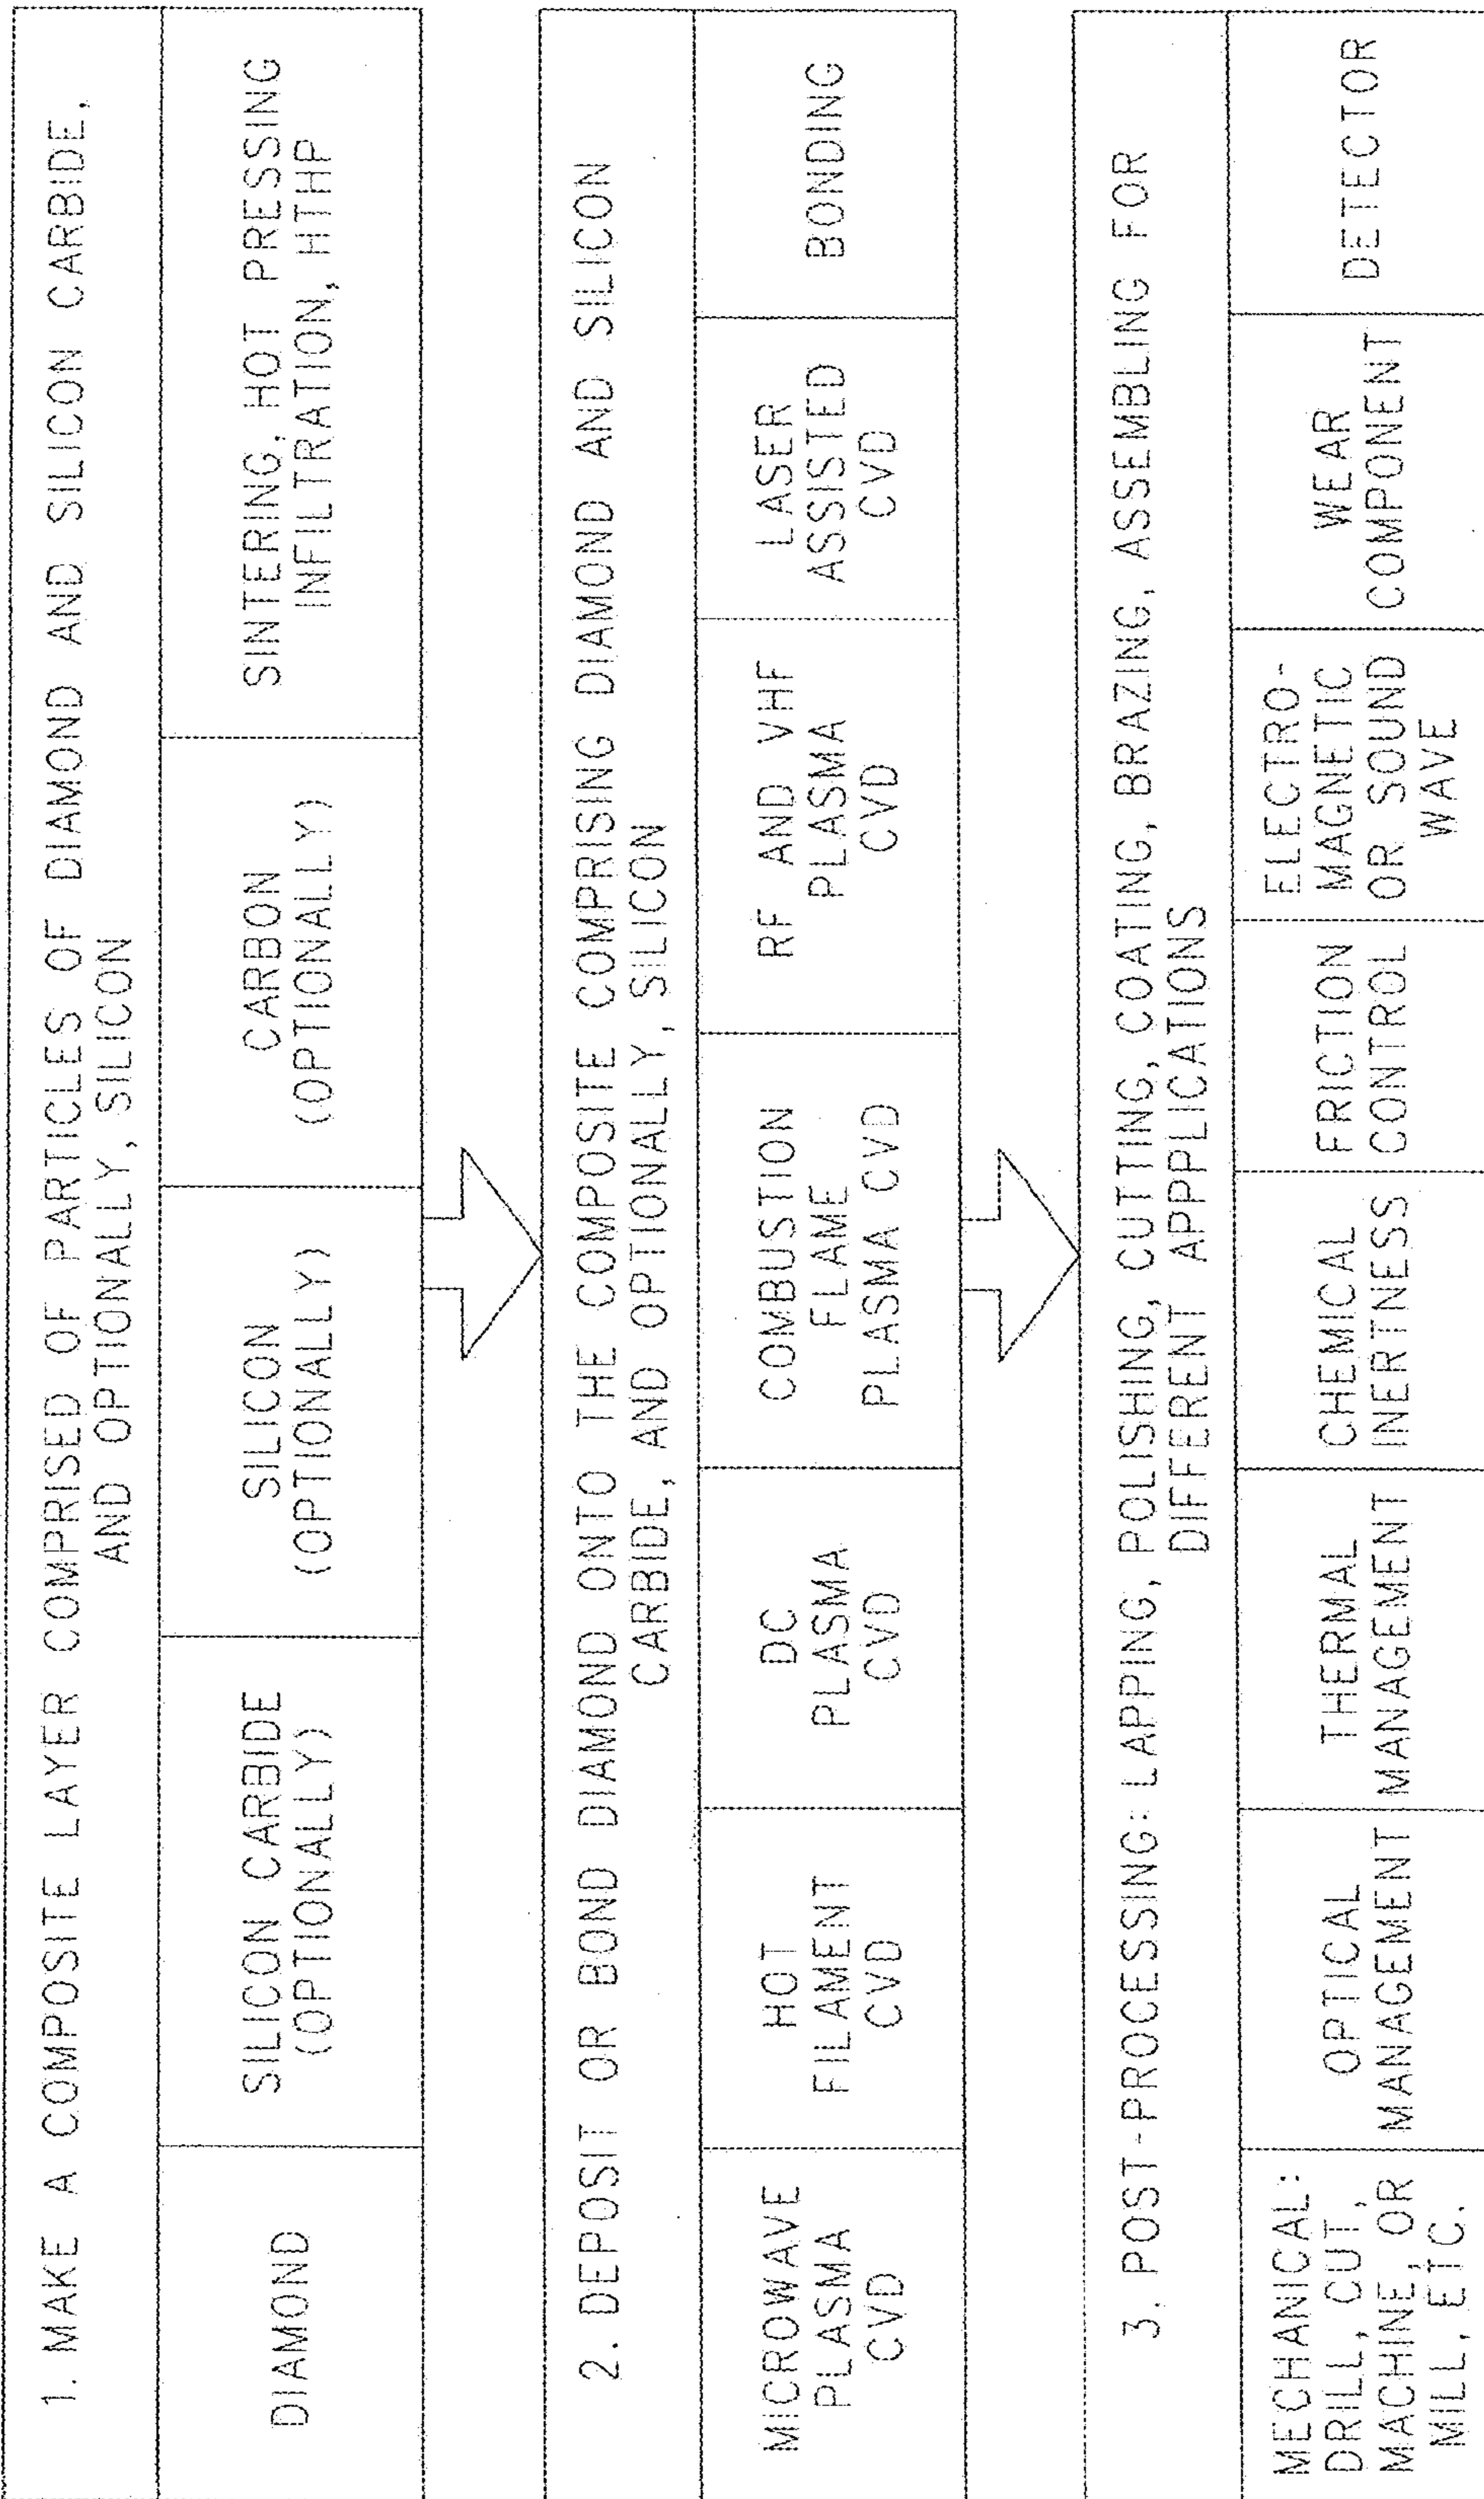 1. MAKE A COMPOSITE LAYER COMPRISED OF PARTICLES OF DIAMOND AND SILICON CARBIDE,
AND OPTIONALLY, SILICON
DIAMOND
SILICON CARBIDE
(OPTIONALLY)
SILICON
(OPTIONALLY)
CARBON
(OPTIONALLY)
SINTERING, HOT PRESSING
INFILTRATION, HTHP
2. DEPOSIT OR BOND DIAMOND ONTO THE COMPOSITE COMPRISING DIAMOND AND SILICON
CARBIDE, AND OPTIONALLY, SILICON
MICROWAVE
PLASMA
CVD
HOT
FILAMENT
CVD
DC
PLASMA
CVD
COMBUSTION
FLAME
PLASMA CVD
RF AND VHF
PLASMA
CVD
LASER
ASSISTED
CVD
BONDING
3. POST-PROCESSING: LAPPING, POLISHING, CUTTING, COATING, BRAZING, ASSEMBLING FOR
DIFFERENT APPLICATIONS
MECHANICAL:
DRILL, CUT,
MACHINE, OR
MILL, ETC.
OPTICAL
MANAGEMENT
THERMAL
MANAGEMENT
CHEMICAL
INERTNESS
FRICTION
CONTROL
ELECTRO-
MAGNETIC
OR SOUND
WAVE
WEAR
COMPONENT
DETECTOR